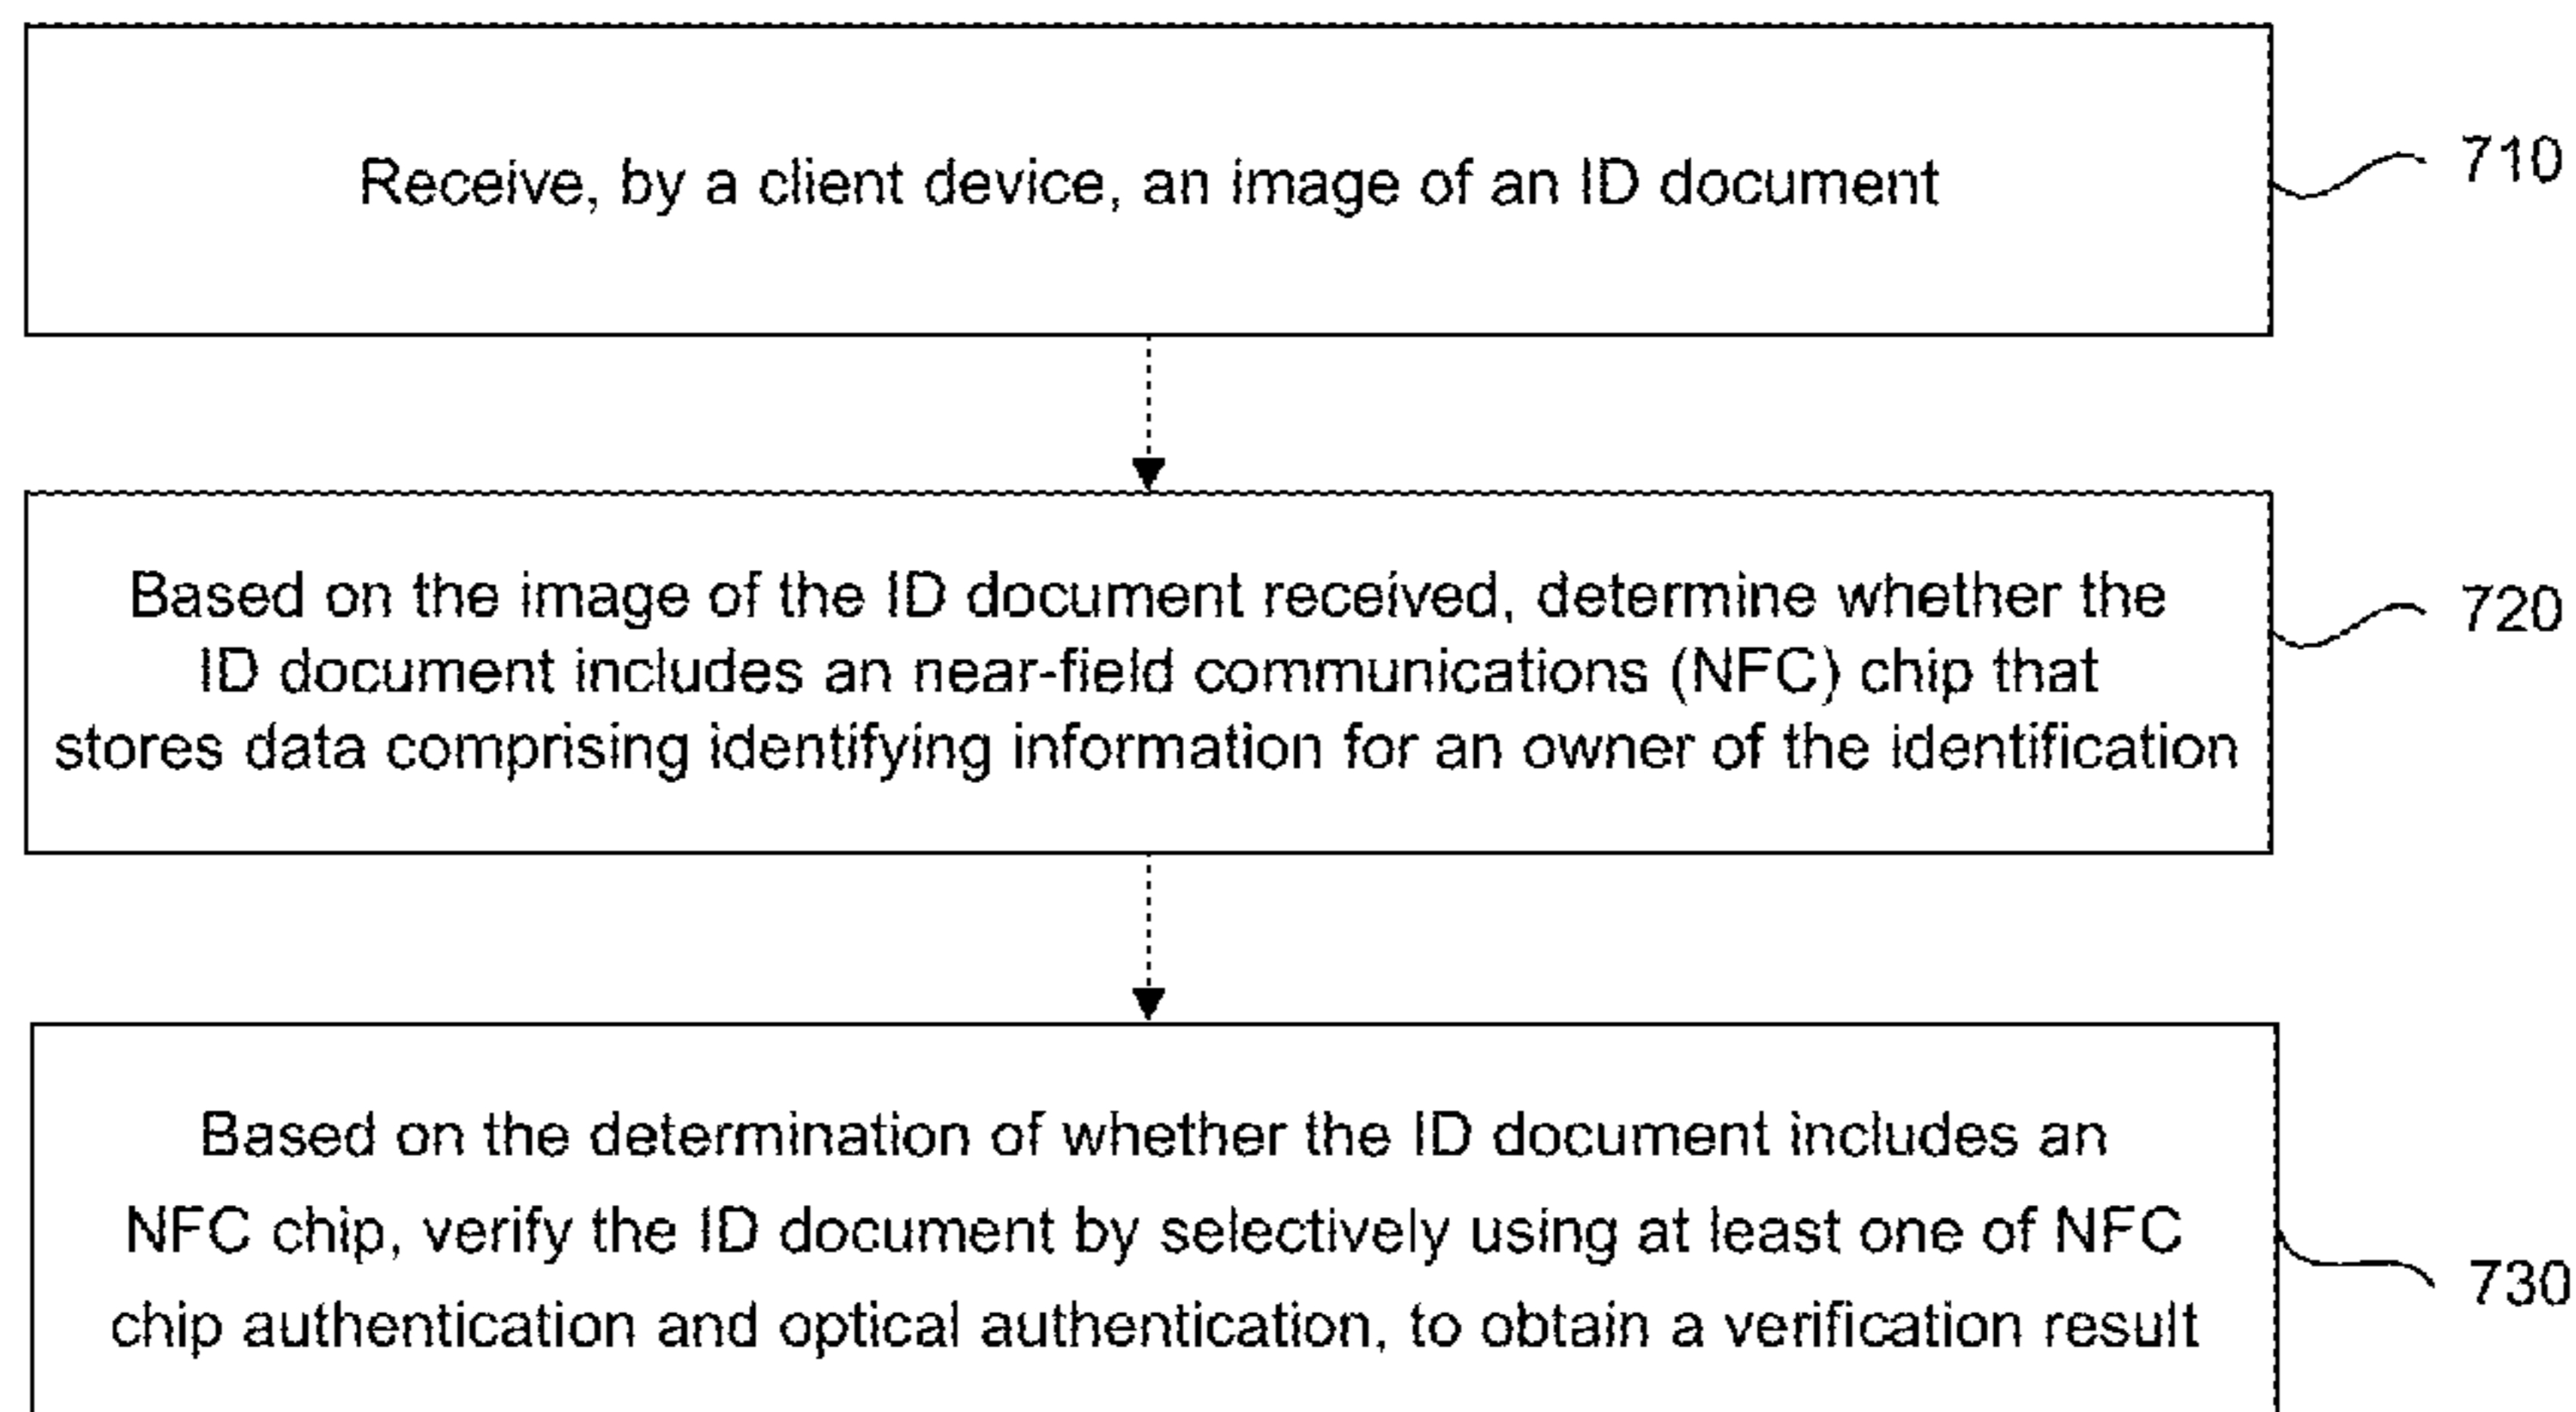 Receive, by a client device, an image of an ID document
710
Based on the image of the ID document received, determine whether the
ID document includes an near-field communications (NFC) chip that
stores data comprising identifying information for an owner of the identification
720
Based on the determination of whether the ID document includes an
NFC chip, verify the ID document by selectively using at least one of NFC
chip authentication and optical authentication, to obtain a verification result
730